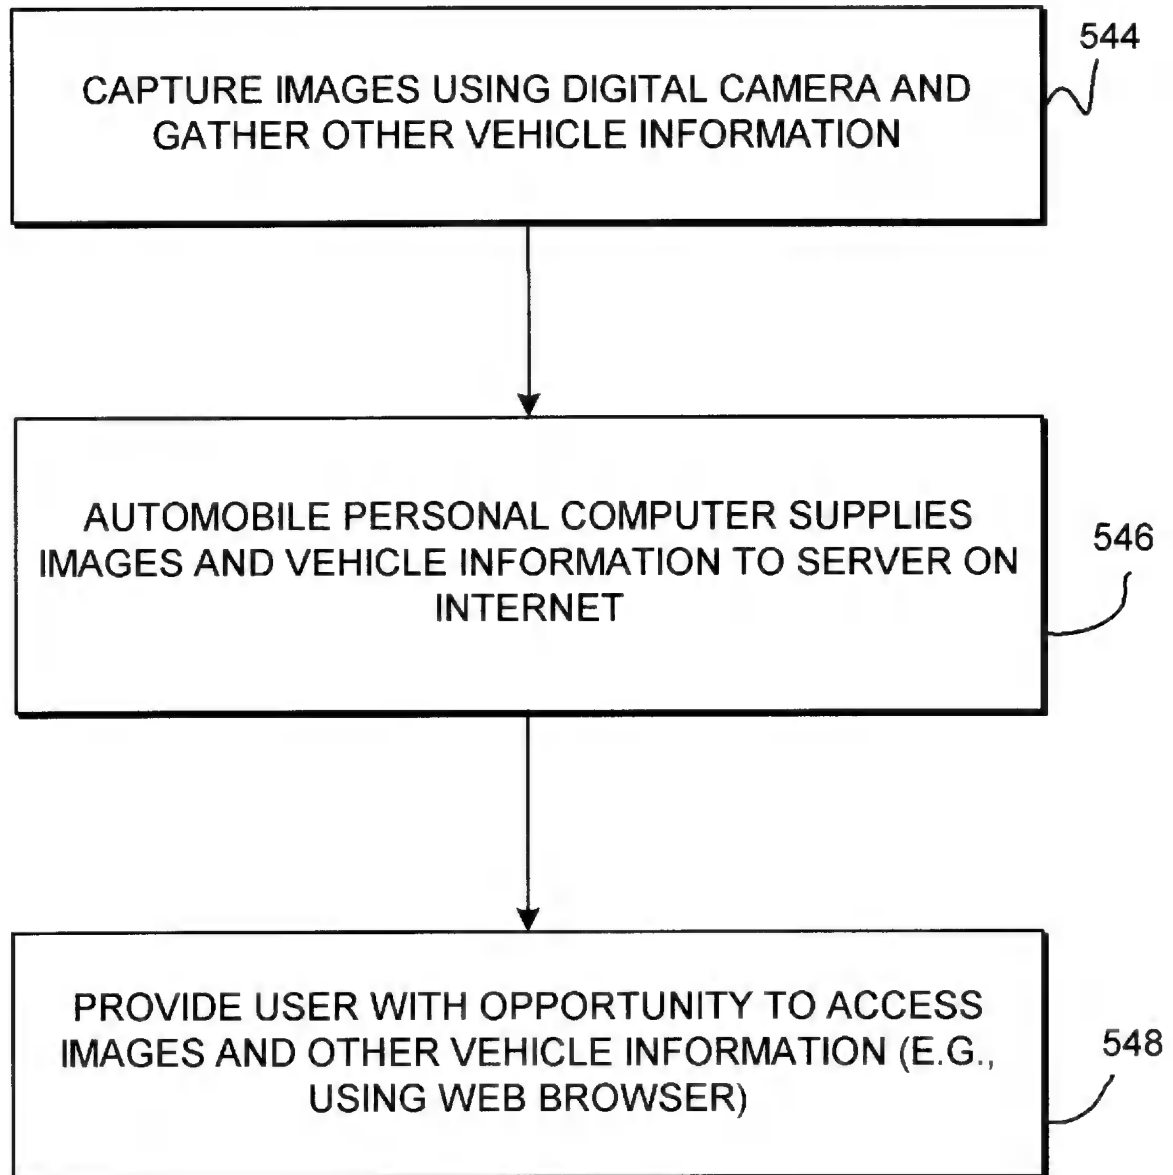 544
CAPTURE IMAGES USING DIGITAL CAMERA AND
GATHER OTHER VEHICLE INFORMATION
AUTOMOBILE PERSONAL COMPUTER SUPPLIES
IMAGES AND VEHICLE INFORMATION TO SERVER ON
INTERNET
546
PROVIDE USER WITH OPPORTUNITY TO ACCESS
IMAGES AND OTHER VEHICLE INFORMATION (E.G.,
USING WEB BROWSER)
548